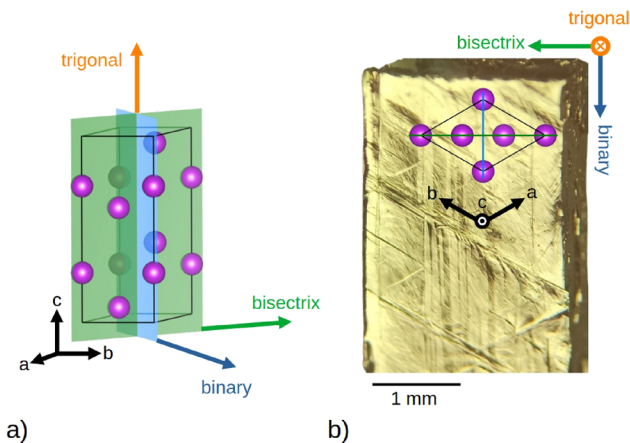 trigonal
bisectrix
binary
c
a
b
a)
trigonal
bisectrix
binary
b
c
a
1 mm
b)